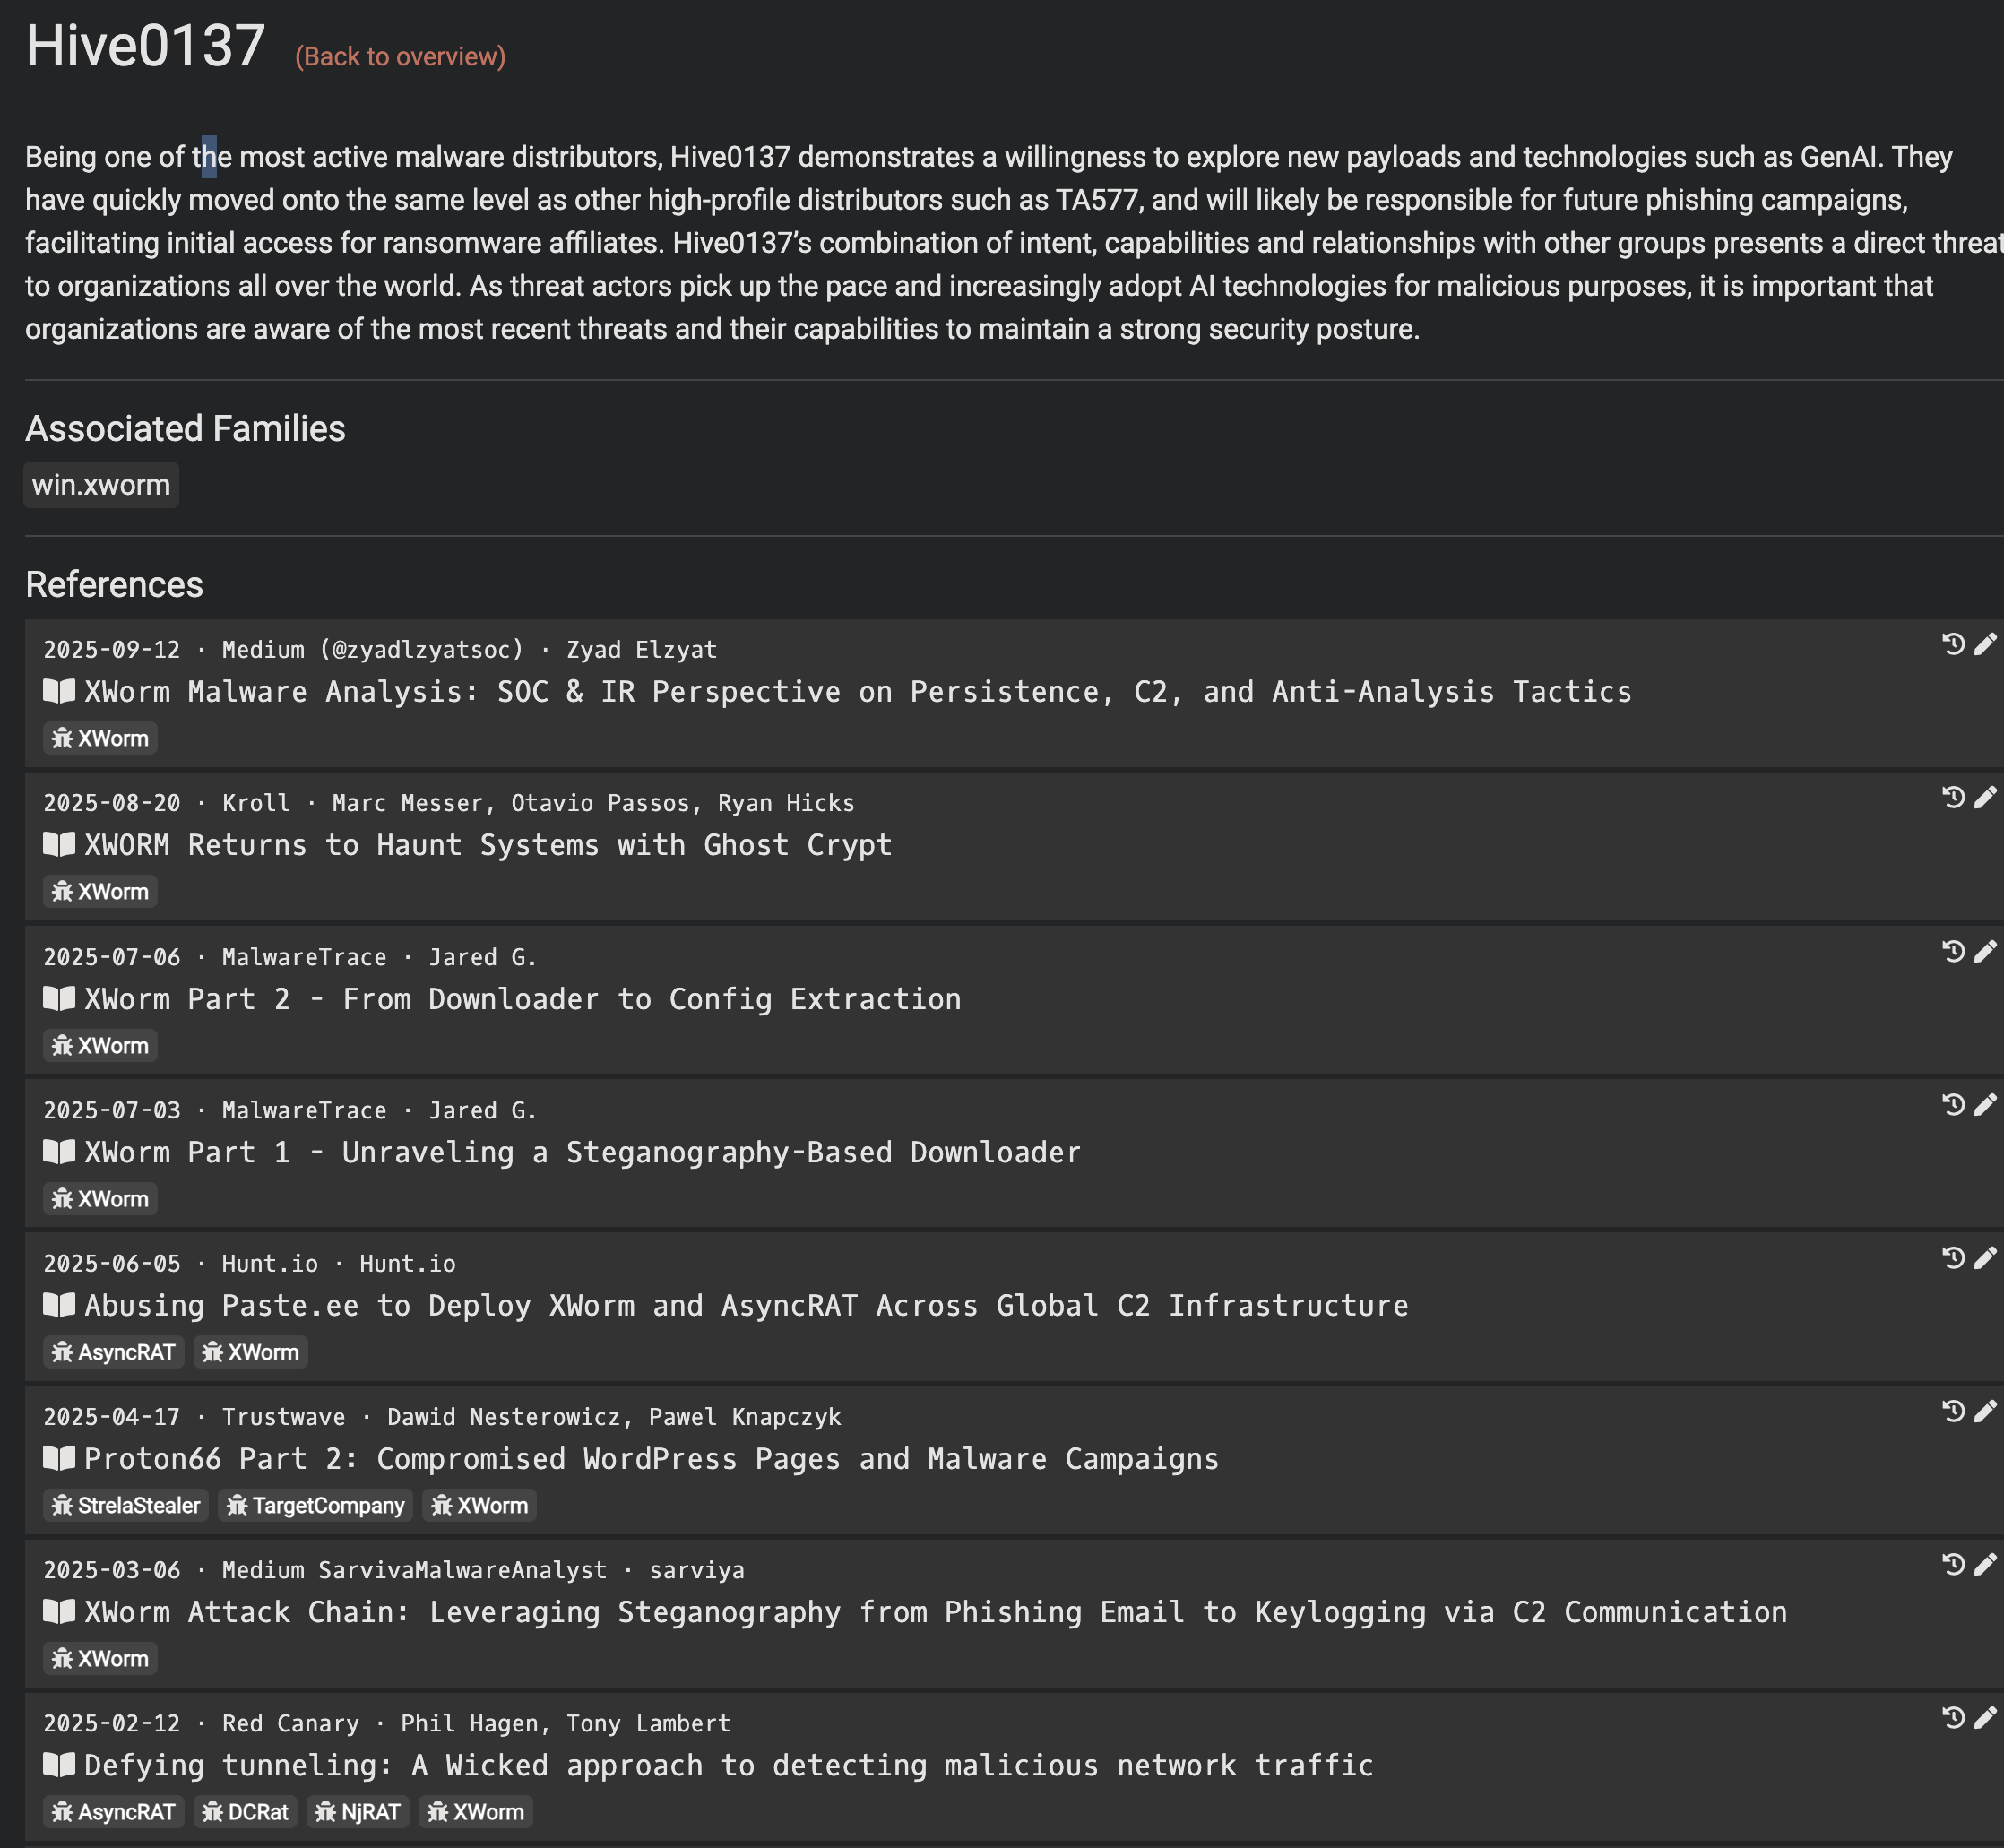 Hive0137 (Back to overview)
Being one of the most active malware distributors, Hive0137 demonstrates a willingness to explore new payloads and technologies such as GenAI. They
have quickly moved onto the same level as other high-profile distributors such as TA577, and will likely be responsible for future phishing campaigns,
facilitating initial access for ransomware affiliates. Hive0137’s combination of intent, capabilities and relationships with other groups presents a direct threat
to organizations all over the world. As threat actors pick up the pace and increasingly adopt AI technologies for malicious purposes, it is important that
organizations are aware of the most recent threats and their capabilities to maintain a strong security posture.
Associated Families
win.xworm
References
2025-09-12 · Medium (@zyadlzyatsoc) · Zyad Elzyat
XWorm Malware Analysis: SOC & IR Perspective on Persistence, C2, and Anti-Analysis Tactics
XWorm
2025-08-20 · Kroll · Marc Messer, Otavio Passos, Ryan Hicks
XWORM Returns to Haunt Systems with Ghost Crypt
XWorm
2025-07-06 · MalwareTrace · Jared G.
XWorm Part 2 - From Downloader to Config Extraction
XWorm
2025-07-03 · MalwareTrace · Jared G.
XWorm Part 1 - Unraveling a Steganography-Based Downloader
XWorm
2025-06-05 · Hunt.io · Hunt.io
Abusing Paste.ee to Deploy XWorm and AsyncRAT Across Global C2 Infrastructure
AsyncRAT XWorm
2025-04-17 · Trustwave · Dawid Nesterowicz, Pawel Knapczyk
Proton66 Part 2: Compromised WordPress Pages and Malware Campaigns
StrelaStealer TargetCompany XWorm
2025-03-06 · Medium SarvivaMalwareAnalyst · sarviya
XWorm Attack Chain: Leveraging Steganography from Phishing Email to Keylogging via C2 Communication
XWorm
2025-02-12 · Red Canary · Phil Hagen, Tony Lambert
Defying tunneling: A Wicked approach to detecting malicious network traffic
AsyncRAT DCRat NjRAT XWorm